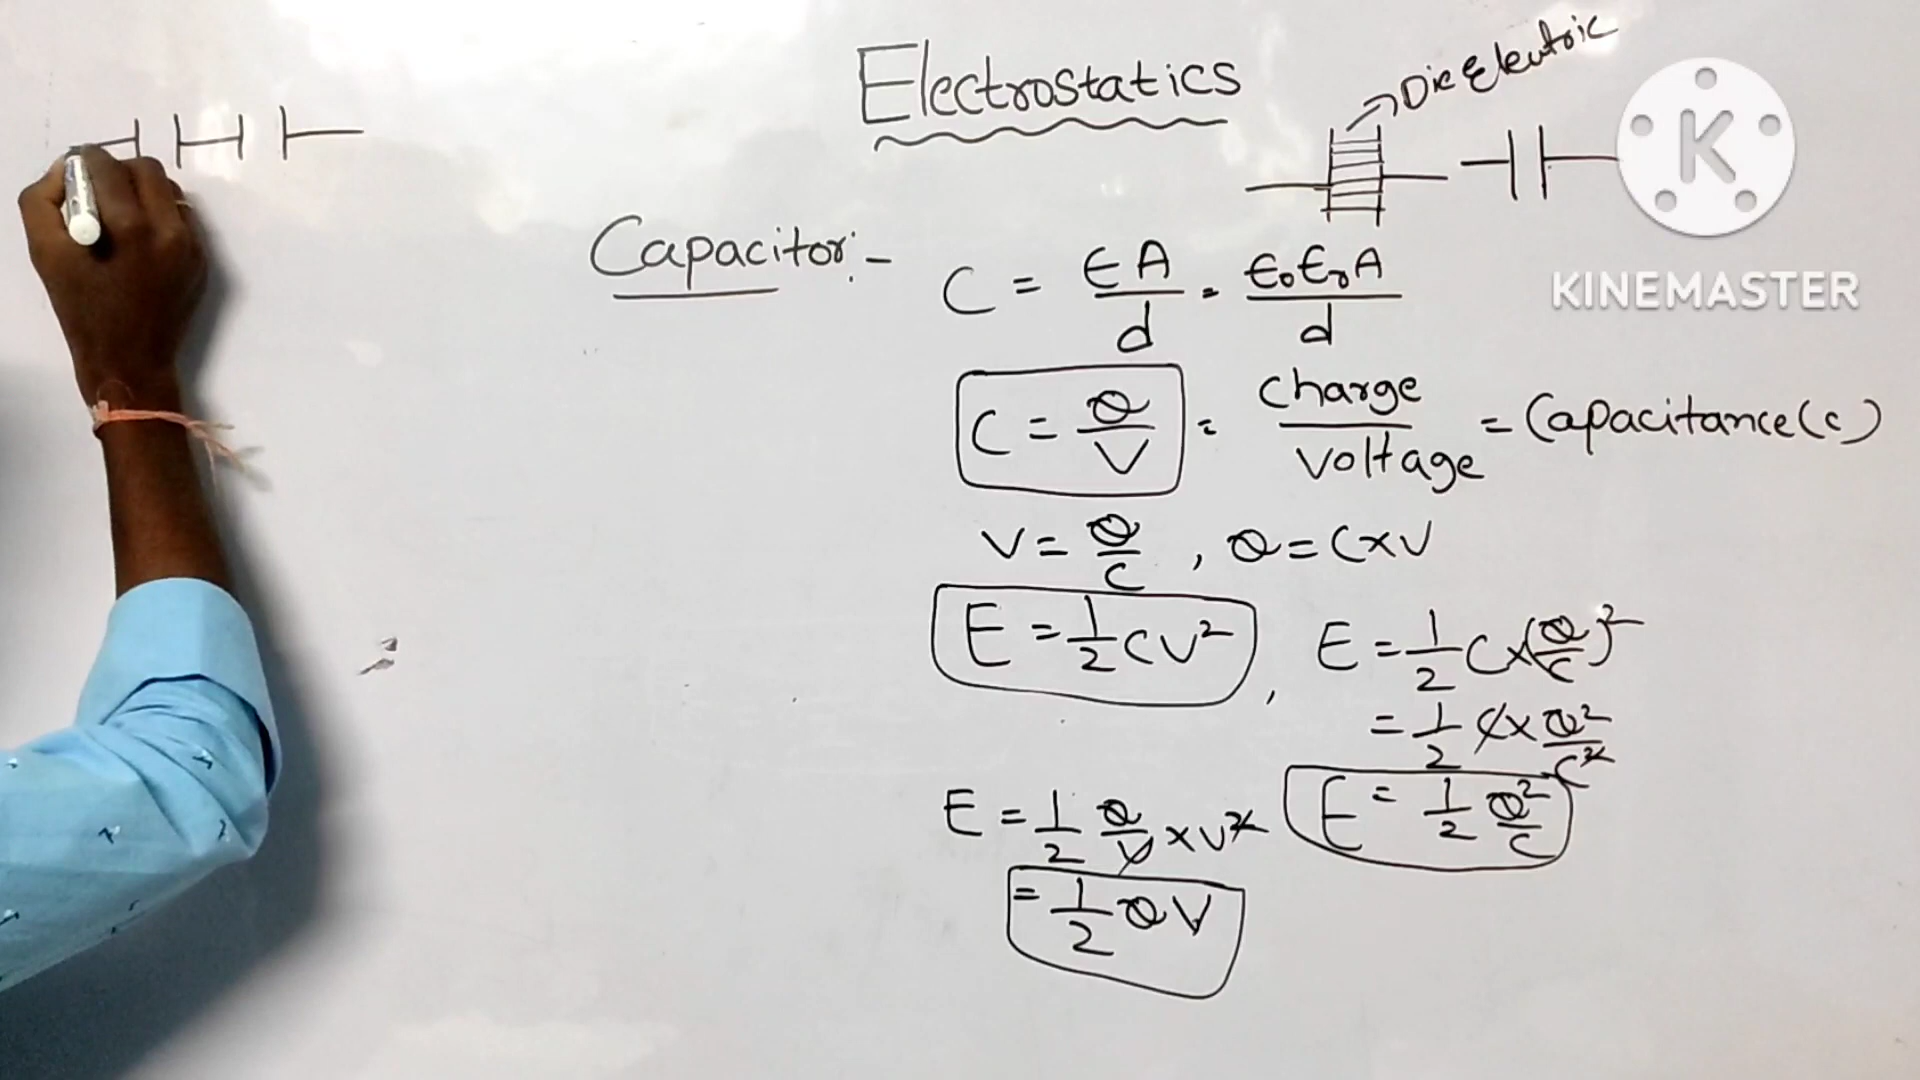 Electrostatics
Die Electric
K
KINEMASTER
Capacitor:-
C = ϵA/d = ϵ₀ϵᵣA/d
C = Q/V = charge/voltage = Capacitance(c)
V = Q/C , Q = C×V
E = 1/2 CV² , E = 1/2 C×(Q/C)²
= 1/2 C × Q²/C²
E = 1/2 Q²/C
E = 1/2 Q/V × V²
= 1/2 QV